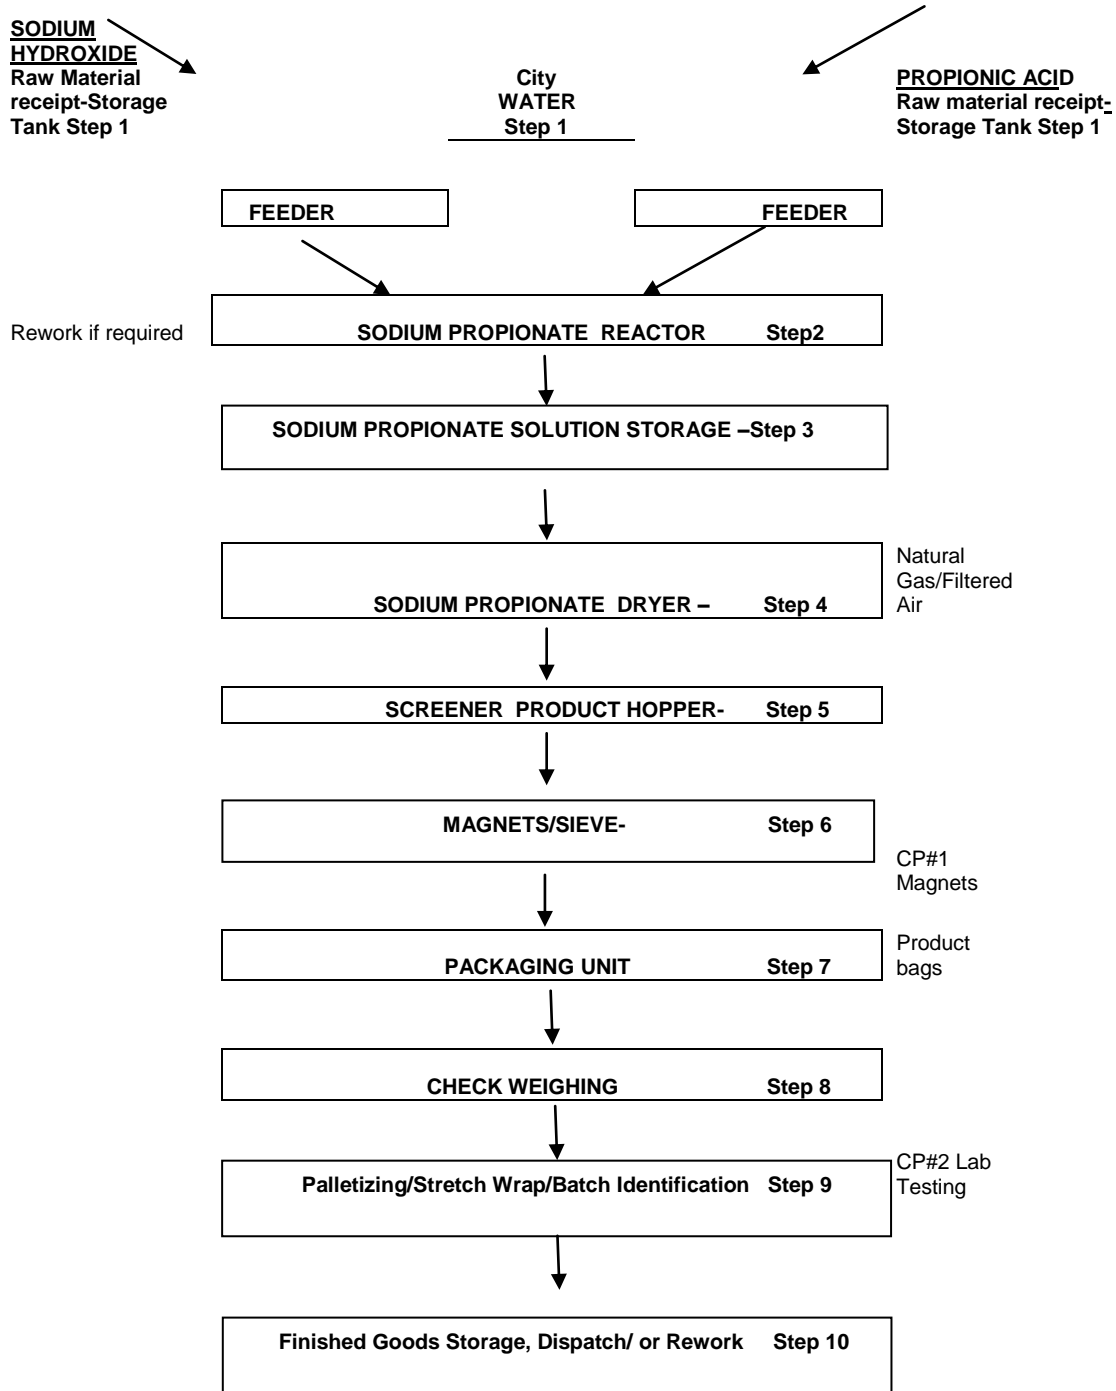 SODIUM
HYDROXIDE
Raw Material
receipt-Storage
Tank Step 1
City
WATER
Step 1
PROPIONIC ACID
Raw material receipt-
Storage Tank Step 1
FEEDER
FEEDER
Rework if required
SODIUM PROPIONATE REACTOR Step2
SODIUM PROPIONATE SOLUTION STORAGE –Step 3
SODIUM PROPIONATE DRYER – Step 4
Natural
Gas/Filtered
Air
SCREENER PRODUCT HOPPER- Step 5
MAGNETS/SIEVE- Step 6
CP#1
Magnets
PACKAGING UNIT Step 7
Product
bags
CHECK WEIGHING Step 8
Palletizing/Stretch Wrap/Batch Identification Step 9
CP#2 Lab
Testing
Finished Goods Storage, Dispatch/ or Rework Step 10